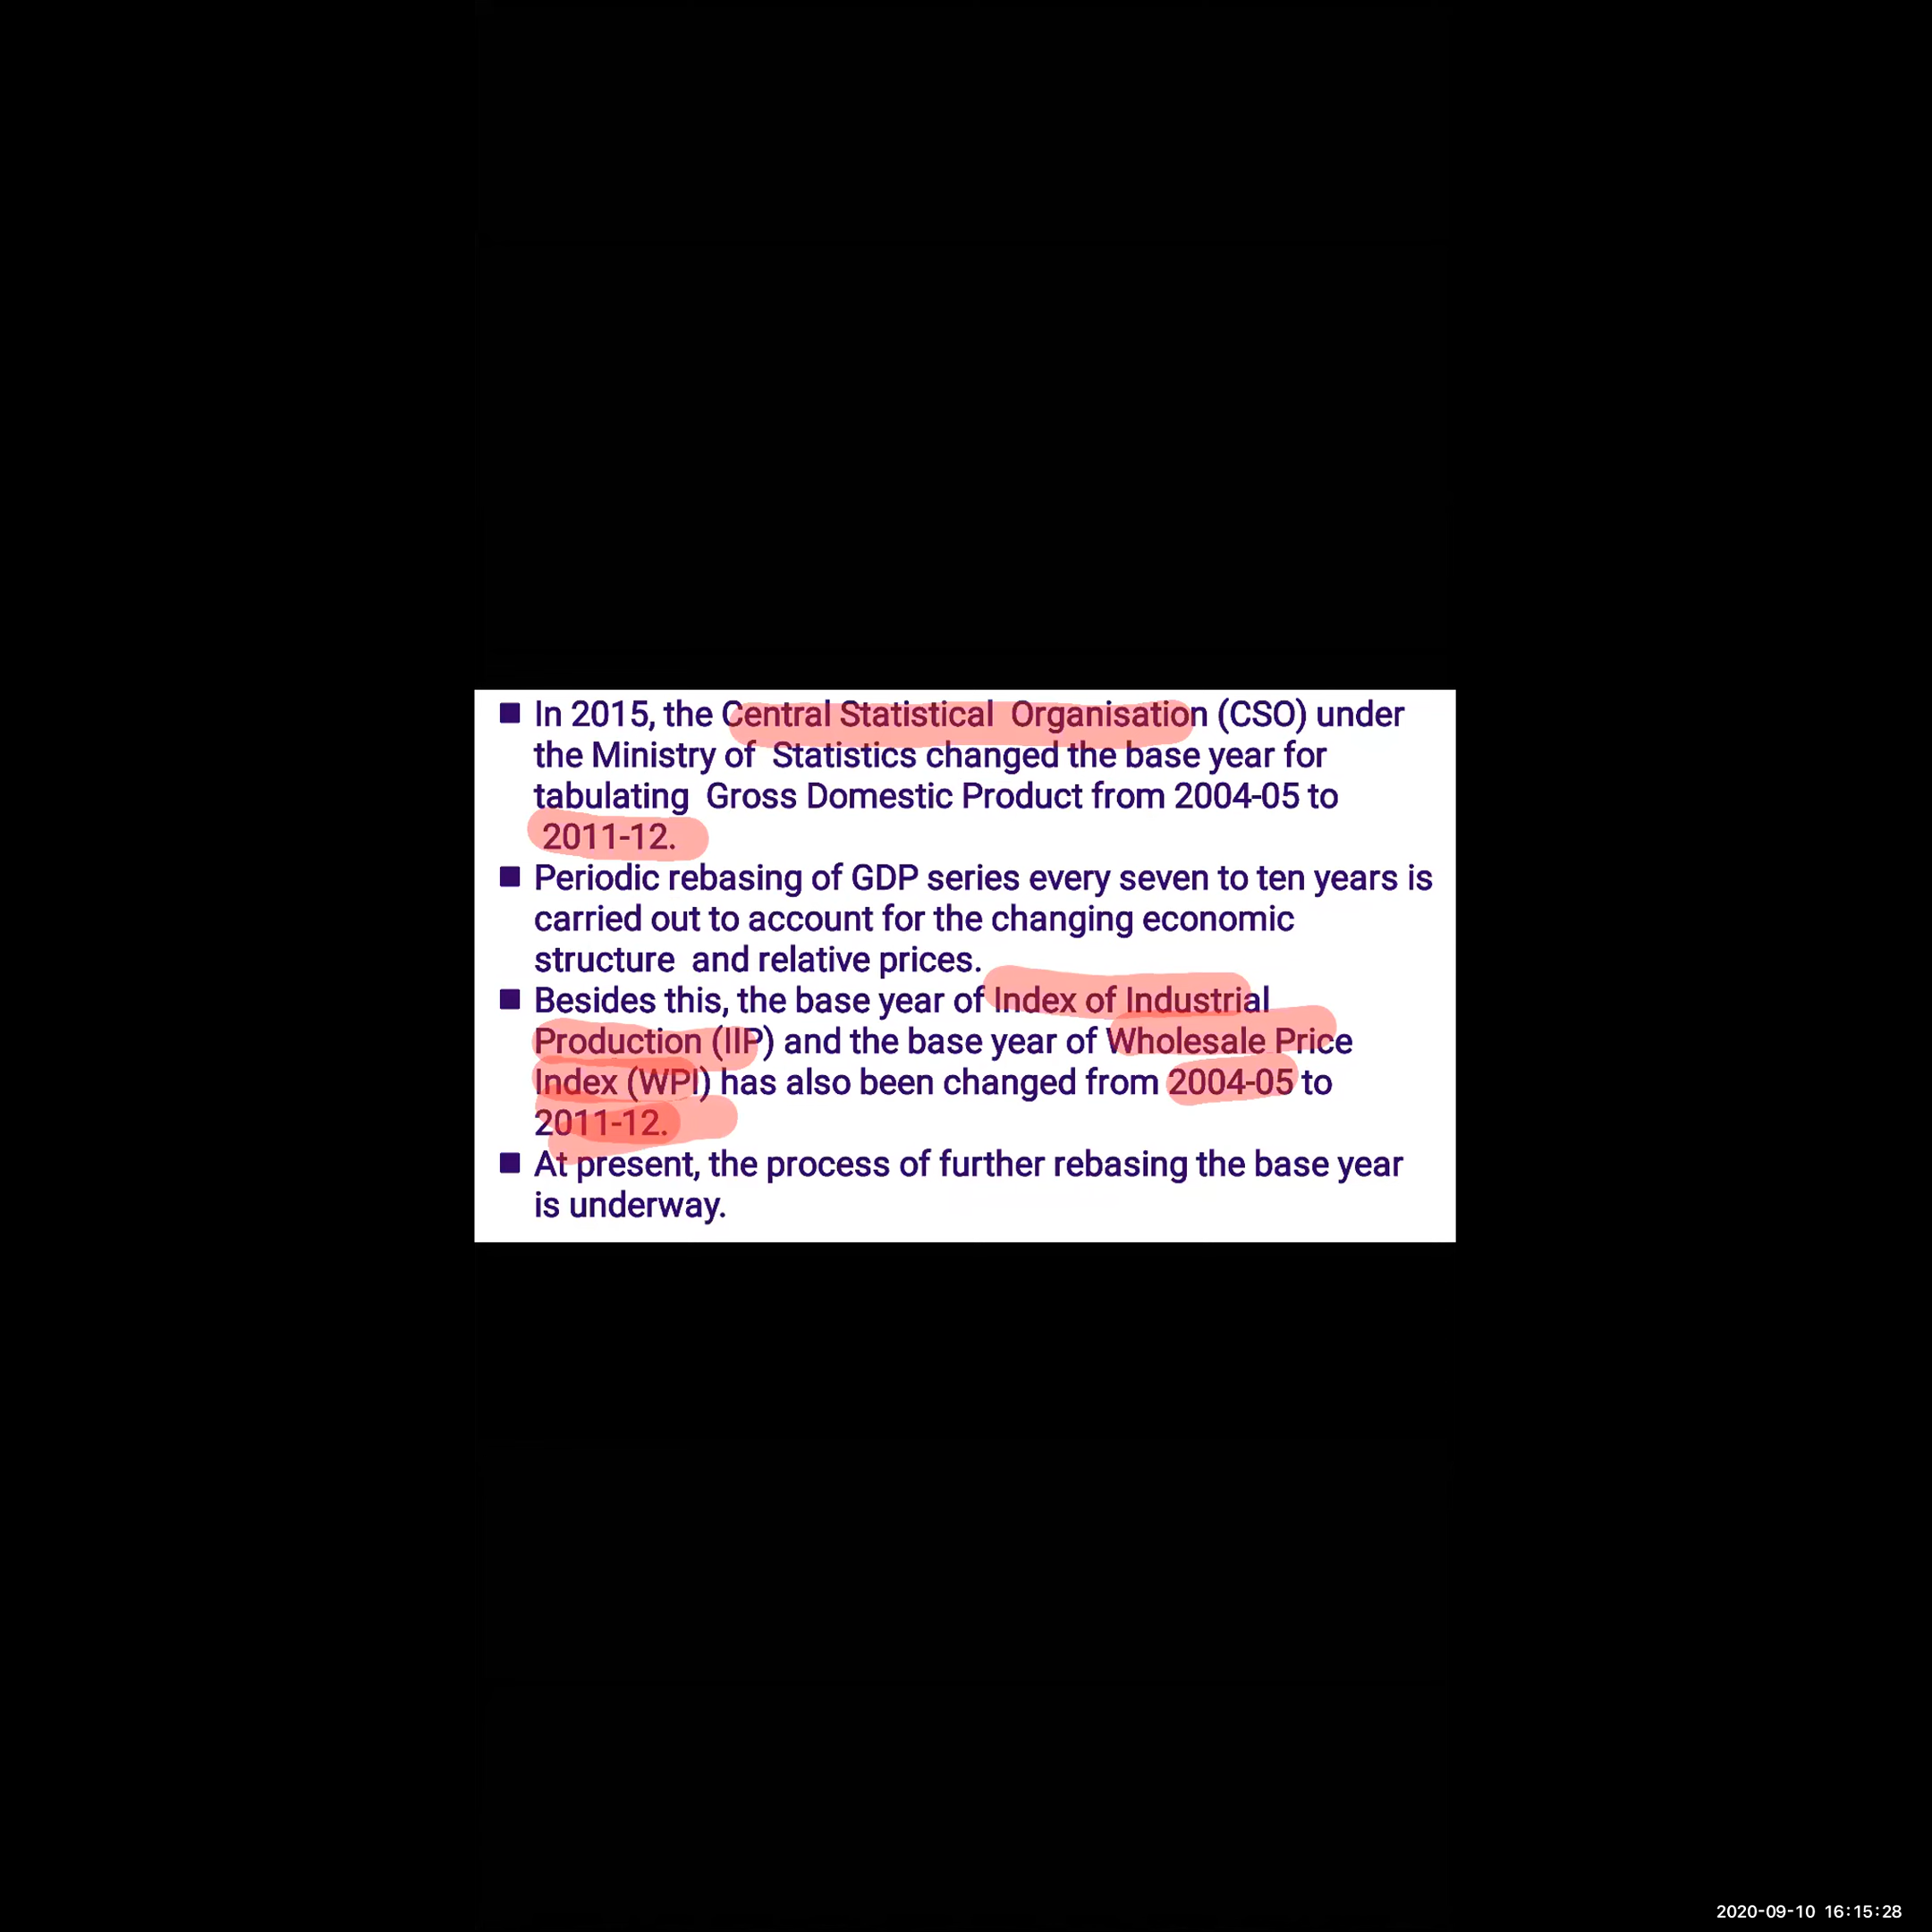 ■ In 2015, the Central Statistical Organisation (CSO) under
the Ministry of Statistics changed the base year for
tabulating Gross Domestic Product from 2004-05 to
2011-12.
■ Periodic rebasing of GDP series every seven to ten years is
carried out to account for the changing economic
structure and relative prices.
■ Besides this, the base year of Index of Industrial
Production (IIP) and the base year of Wholesale Price
Index (WPI) has also been changed from 2004-05 to
2011-12.
■ At present, the process of further rebasing the base year
is underway.
2020-09-10 16:15:28